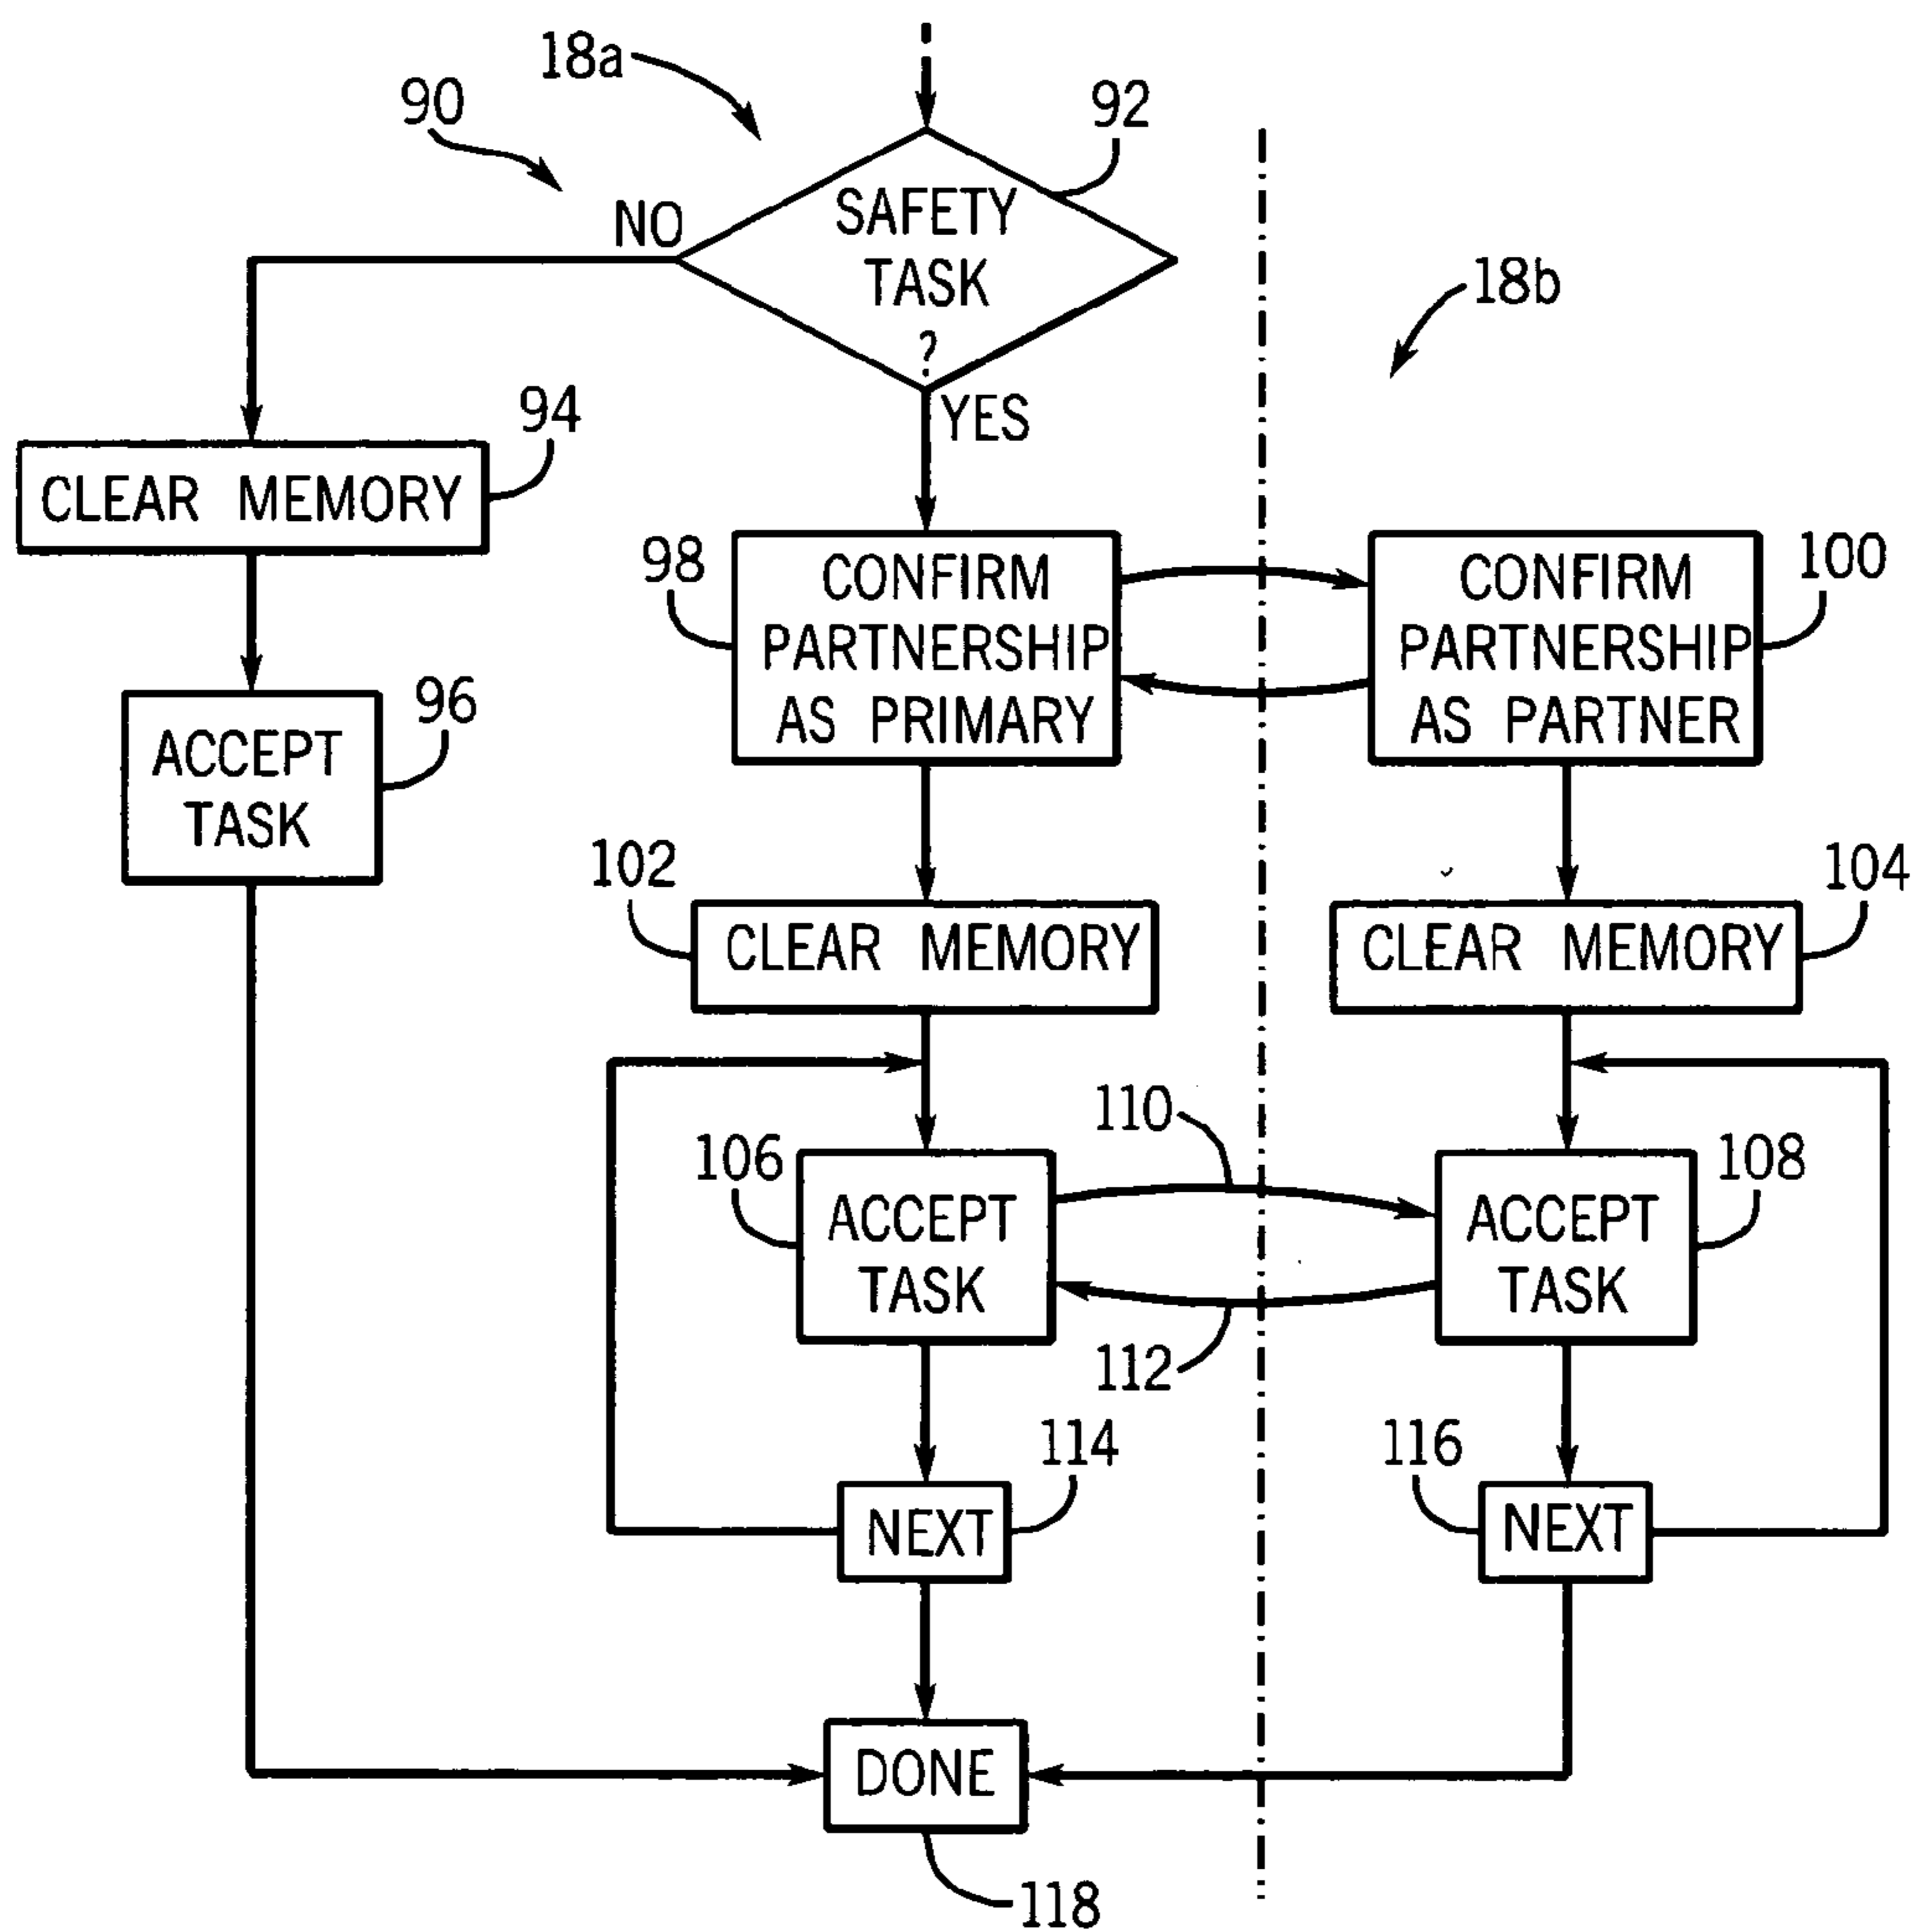 18a
90
92
SAFETY
TASK
?
NO
YES
18b
94
CLEAR MEMORY
98
CONFIRM
PARTNERSHIP
AS PRIMARY
CONFIRM
PARTNERSHIP
AS PARTNER
100
96
ACCEPT
TASK
102
CLEAR MEMORY
CLEAR MEMORY
104
110
106
ACCEPT
TASK
ACCEPT
TASK
108
112
114
NEXT
116
NEXT
DONE
118